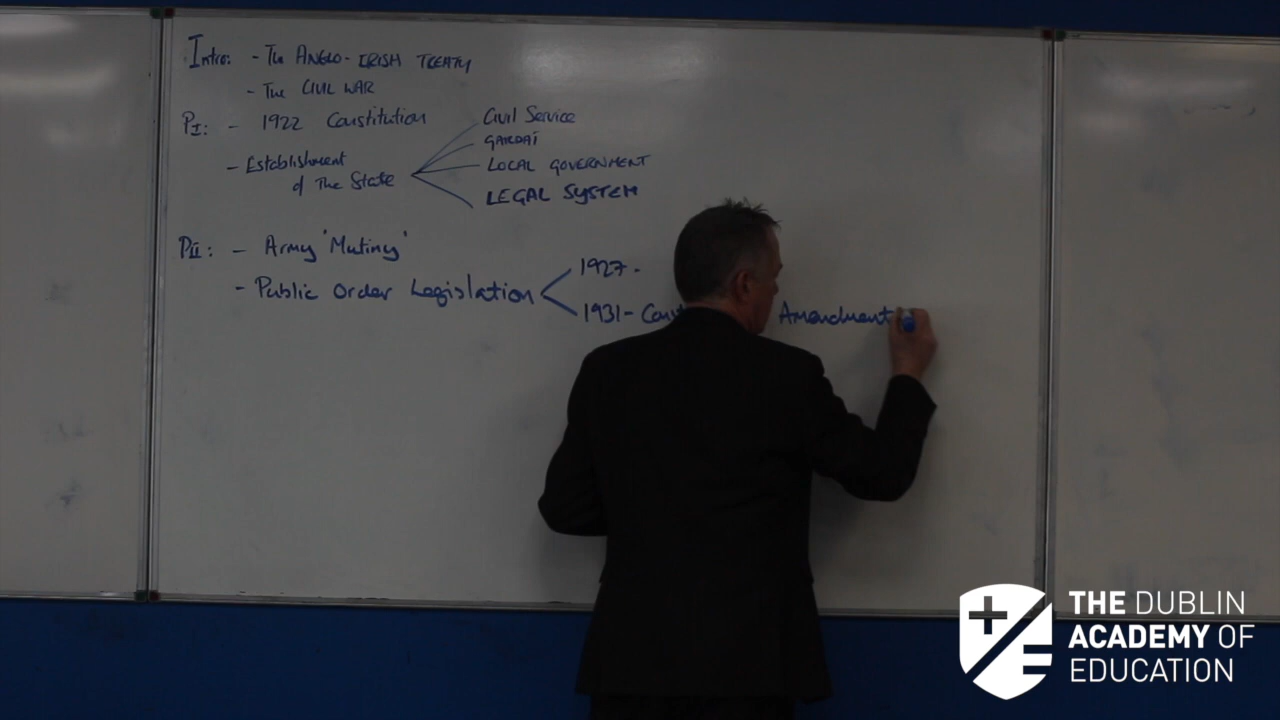 Intro: - The ANGLO-IRISH TREATY
- The CIVIL WAR
PI: - 1922 Constitution
- Establishment of The State
Civil Service
GARDAÍ
LOCAL GOVERNMENT
LEGAL SYSTEM
PII: - Army 'Mutiny'
- Public Order Legislation
1927 -
1931 - Const Amendment
THE DUBLIN
ACADEMY OF
EDUCATION